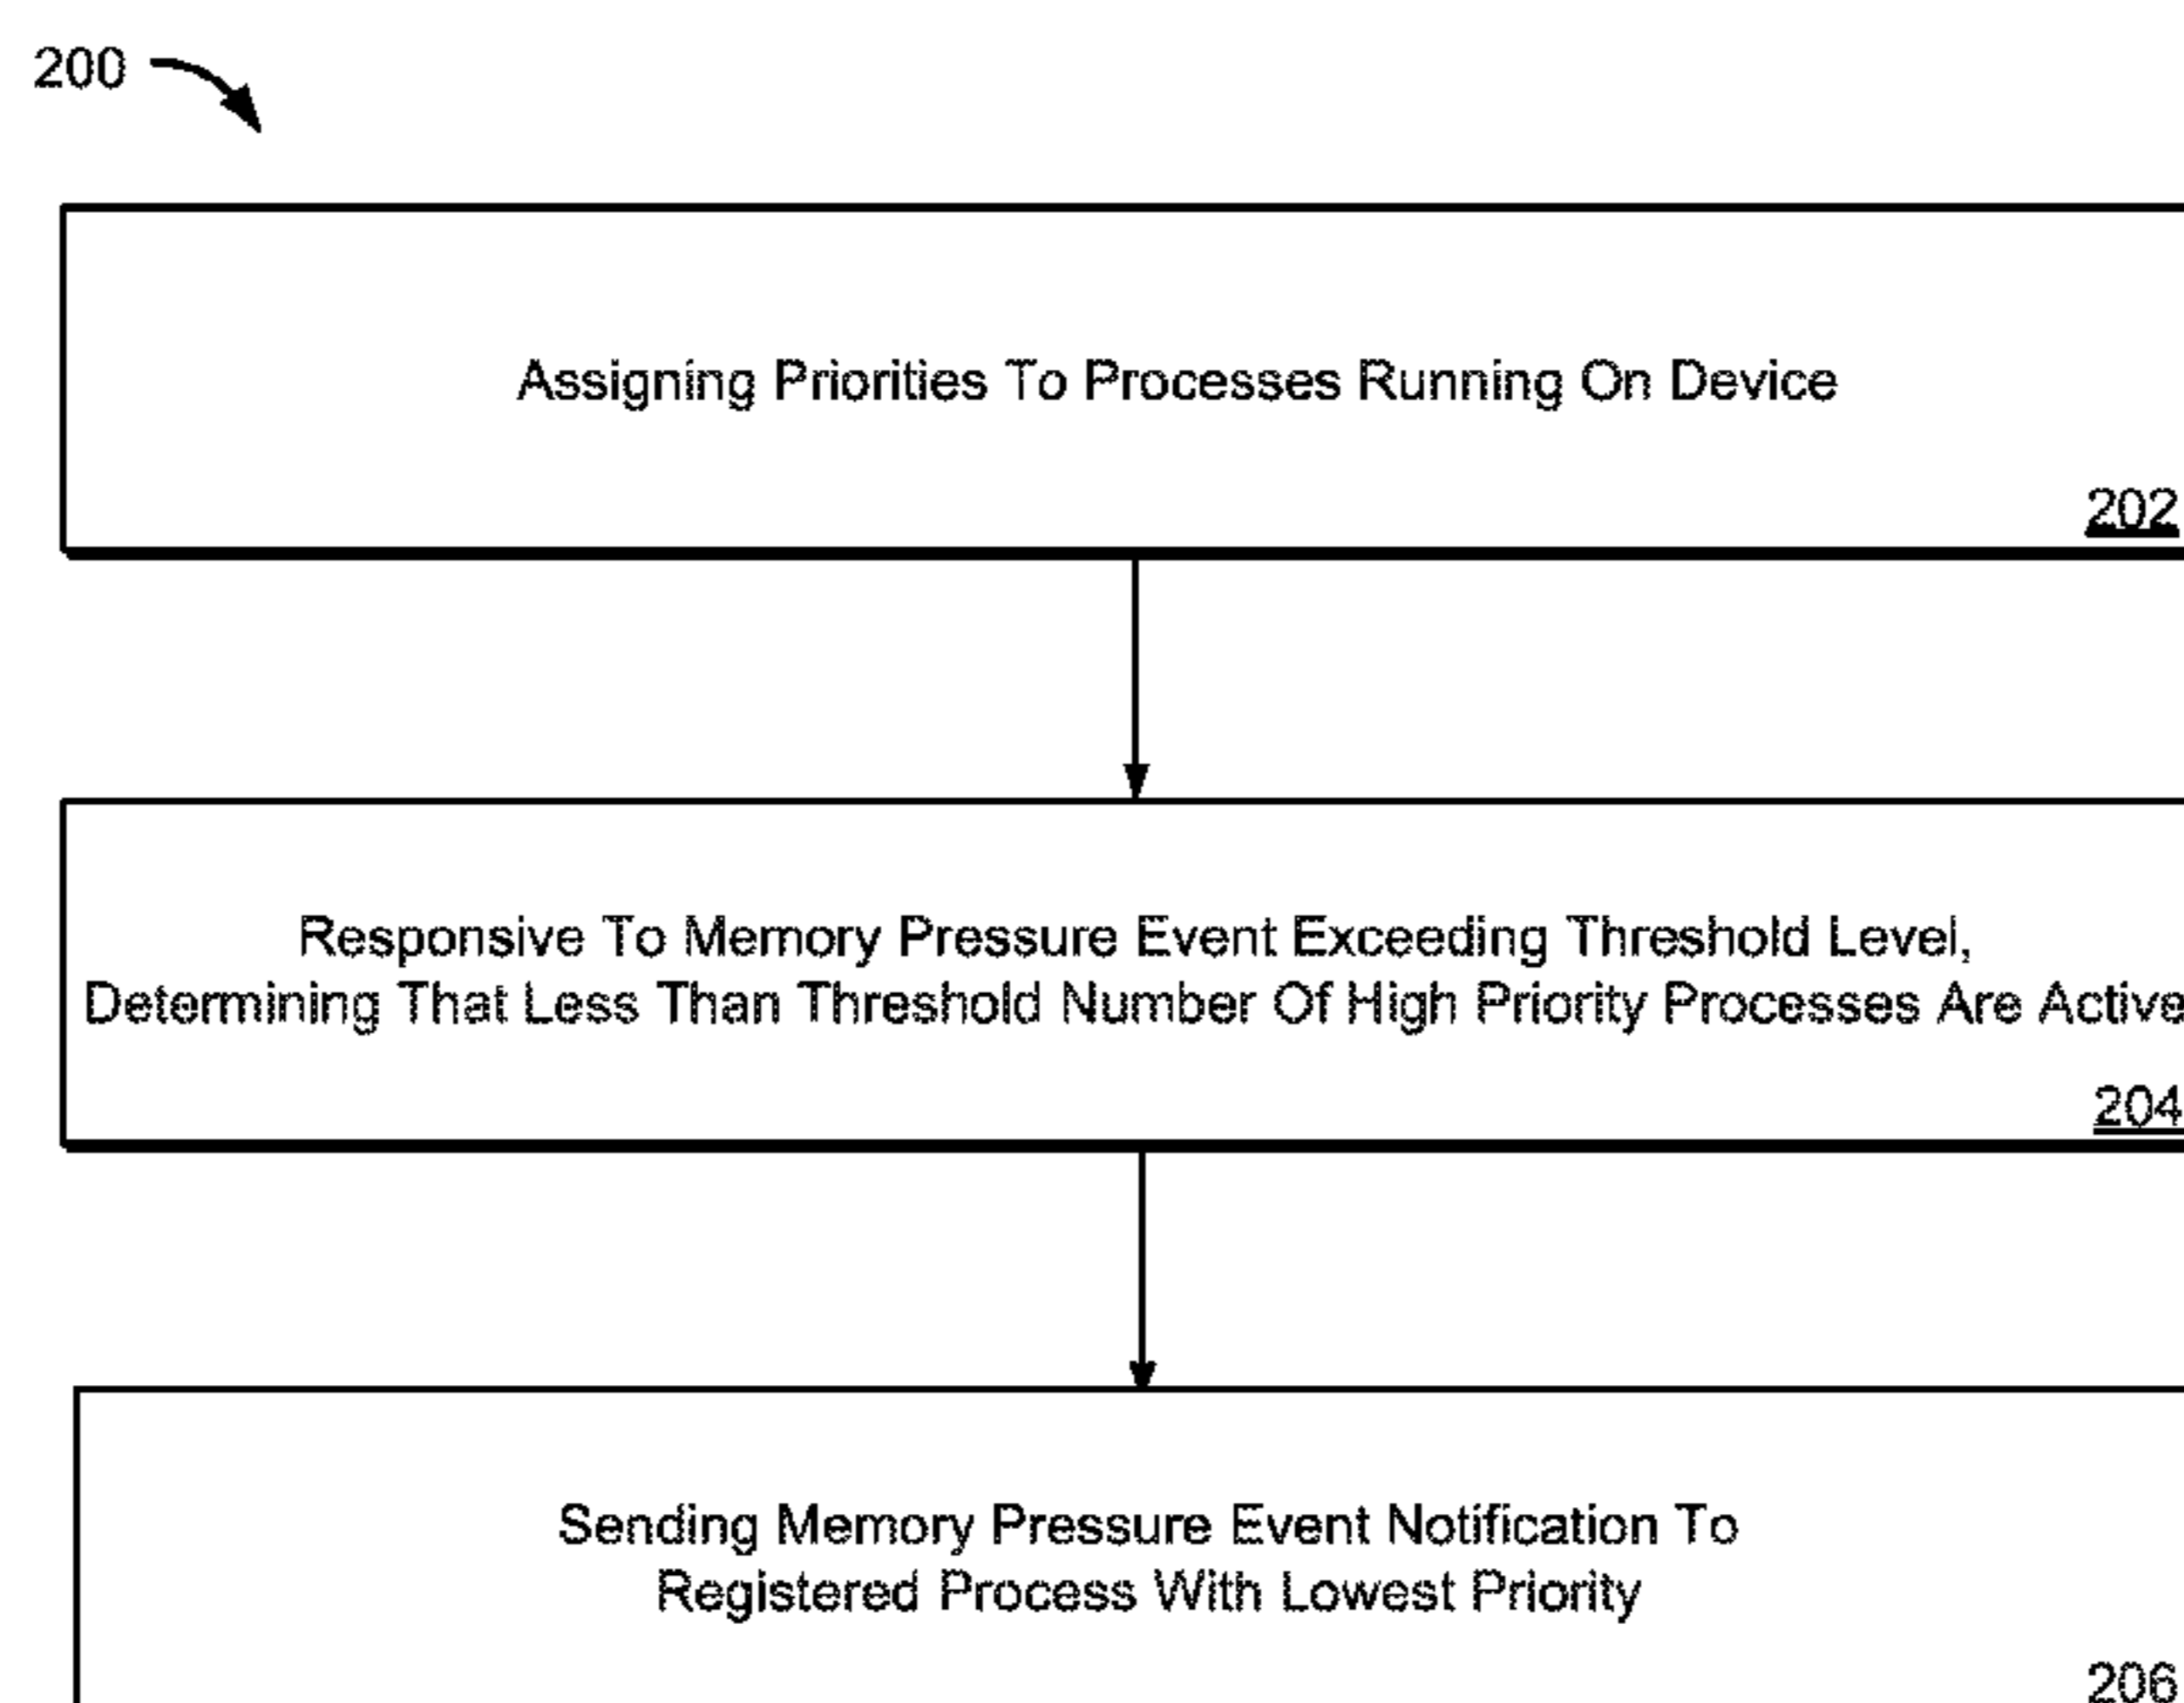 200
Assigning Priorities To Processes Running On Device
202
Responsive To Memory Pressure Event Exceeding Threshold Level,
Determining That Less Than Threshold Number Of High Priority Processes Are Active
204
Sending Memory Pressure Event Notification To
Registered Process With Lowest Priority
206